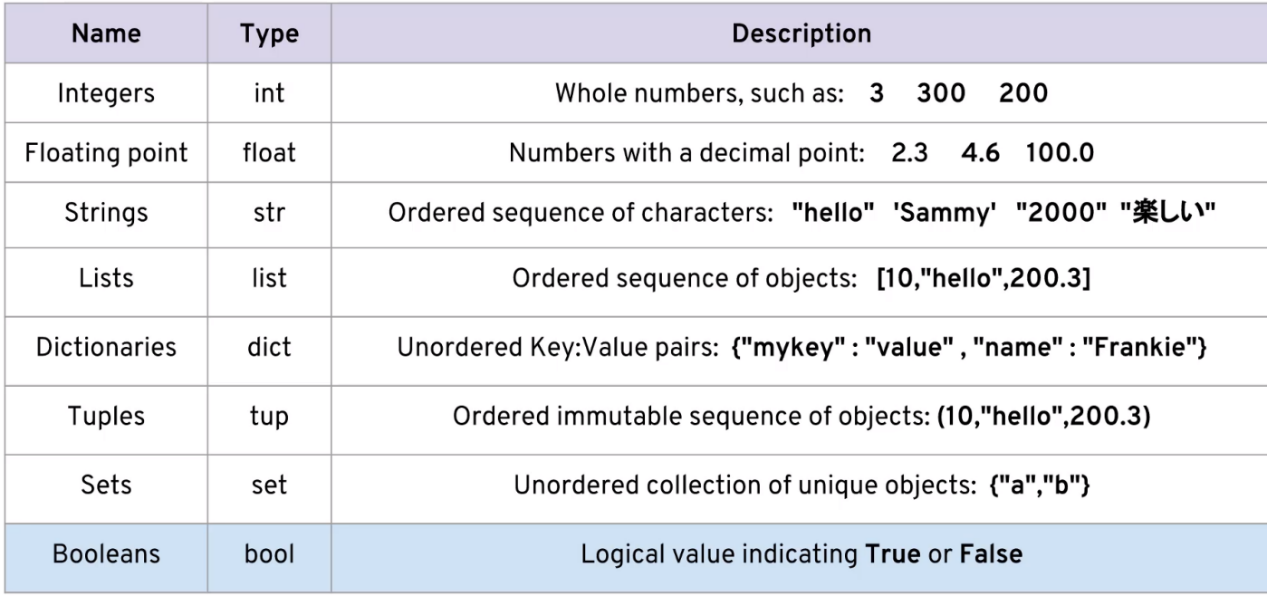 Name Type Description
Integers int Whole numbers, such as: 3 300 200
Floating point float Numbers with a decimal point: 2.3 4.6 100.0
Strings str Ordered sequence of characters: "hello" 'Sammy' "2000" "楽しい"
Lists list Ordered sequence of objects: [10,"hello",200.3]
Dictionaries dict Unordered Key:Value pairs: {"mykey" : "value" , "name" : "Frankie"}
Tuples tup Ordered immutable sequence of objects: (10,"hello",200.3)
Sets set Unordered collection of unique objects: {"a","b"}
Booleans bool Logical value indicating True or False